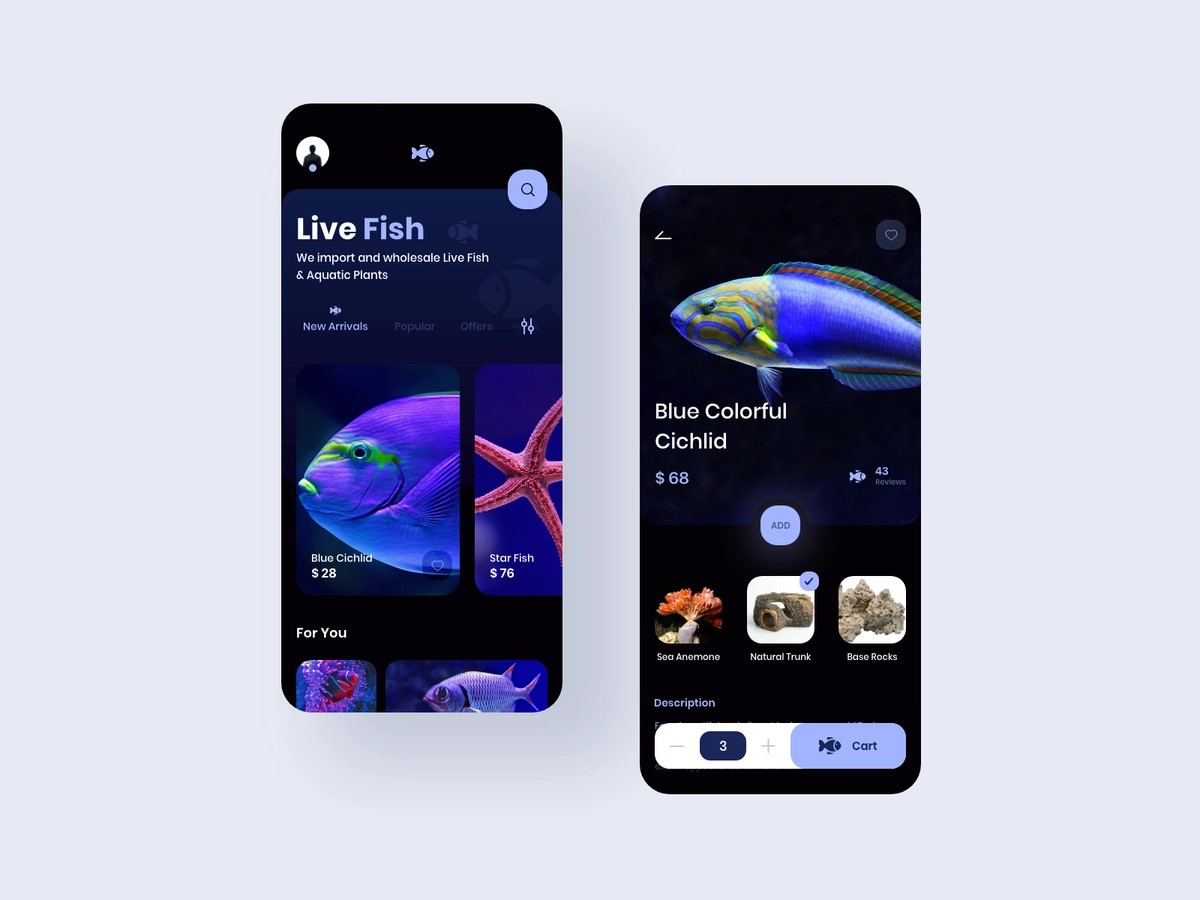 Live Fish
We import and wholesale Live Fish
& Aquatic Plants
New Arrivals
Popular
Offers
Blue Cichlid
$ 28
Star Fish
$ 76
For You
Blue Colorful
Cichlid
$ 68
43
Reviews
ADD
Sea Anemone
Natural Trunk
Base Rocks
Description
3
Cart